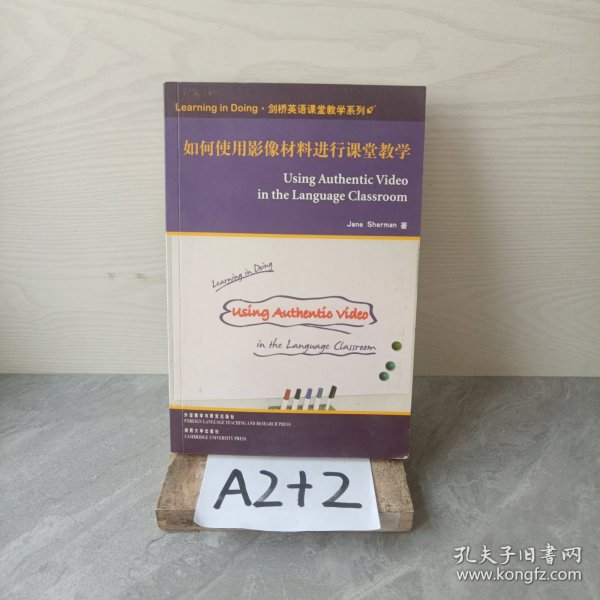 Learning in Doing·剑桥英语课堂教学系列
如何使用影像材料进行课堂教学
Using Authentic Video
in the Language Classroom
Jane Sherman 著
Learning in Doing
Using Authentic Video
in the Language Classroom
外语教学与研究出版社
FOREIGN LANGUAGE TEACHING AND RESEARCH PRESS
剑桥大学出版社
CAMBRIDGE UNIVERSITY PRESS
A2+2
孔夫子旧书网
www.kongfz.com